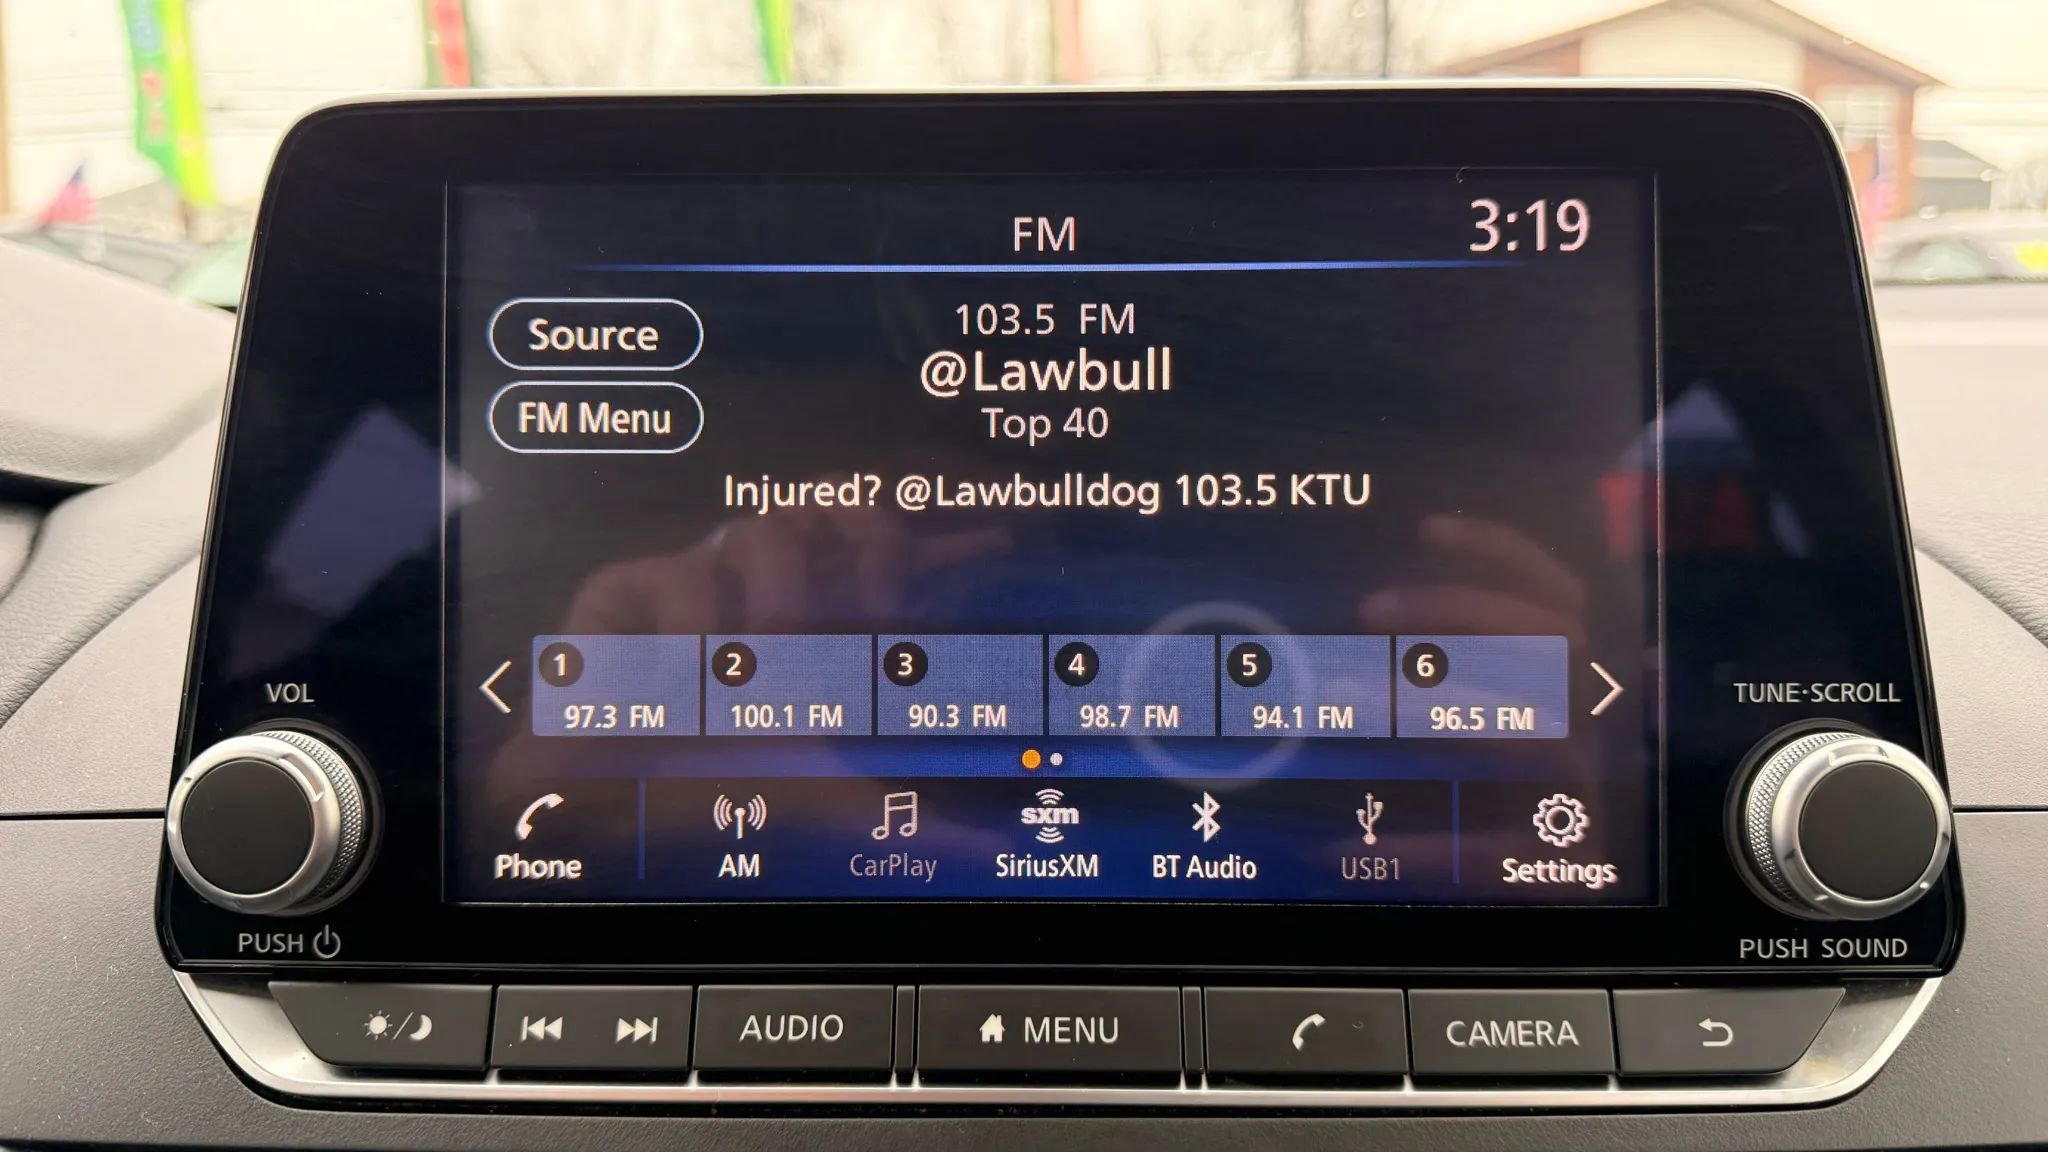 FM
3:19
Source
103.5 FM
@Lawbull
FM Menu
Top 40
Injured? @Lawbulldog 103.5 KTU
1 2 3 4 5 6
97.3 FM 100.1 FM 90.3 FM 98.7 FM 94.1 FM 96.5 FM
VOL
TUNE·SCROLL
sxm
Phone AM CarPlay SiriusXM BT Audio USB1 Settings
PUSH
PUSH SOUND
AUDIO MENU CAMERA